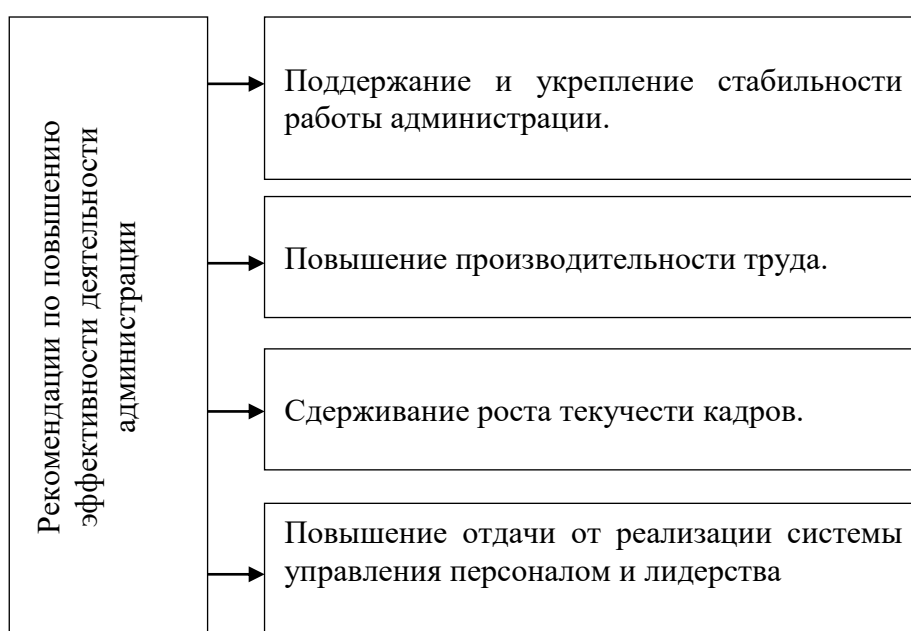 Рекомендации по повышению
эффективности деятельности
администрации
Поддержание и укрепление стабильности
работы администрации.
Повышение производительности труда.
Сдерживание роста текучести кадров.
Повышение отдачи от реализации системы
управления персоналом и лидерства